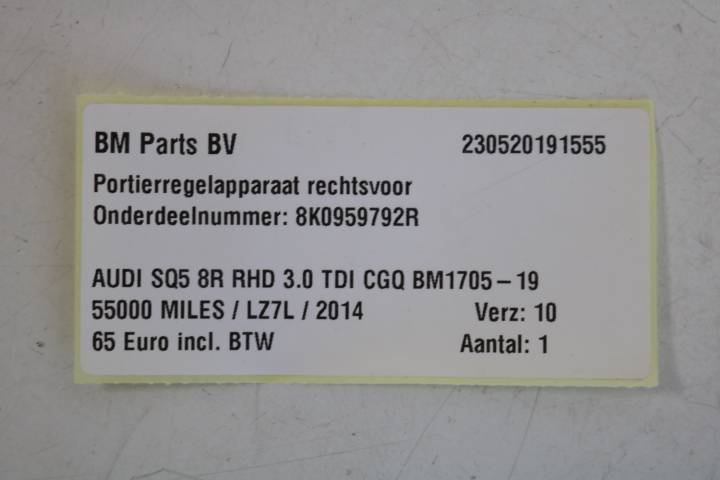 BM Parts BV 230520191555
Portierregelapparaat rechtsvoor
Onderdeelnummer: 8K0959792R
AUDI SQ5 8R RHD 3.0 TDI CGQ BM1705-19
55000 MILES / LZ7L / 2014 Verz: 10
65 Euro incl. BTW Aantal: 1